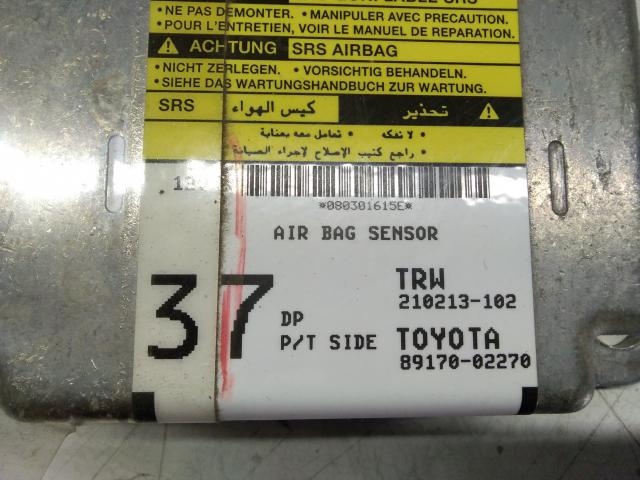 • NE PAS DEMONTER. • MANIPULER AVEC PRECAUTION.
• POUR L'ENTRETIEN, VOIR LE MANUEL DE REPARATION.
ACHTUNG SRS AIRBAG
• NICHT ZERLEGEN. • VORSICHTIG BEHANDELN.
• SIEHE DAS WARTUNGSHANDBUCH ZUR WARTUNG.
تحذير كيس الهواء SRS
• لا تفكه • تعامل معه بعناية
• راجع كتيب الإصلاح لاجراء الصيانة
*080301615E*
AIR BAG SENSOR
37
DP
P/T SIDE
TRW
210213-102
TOYOTA
89170-02270